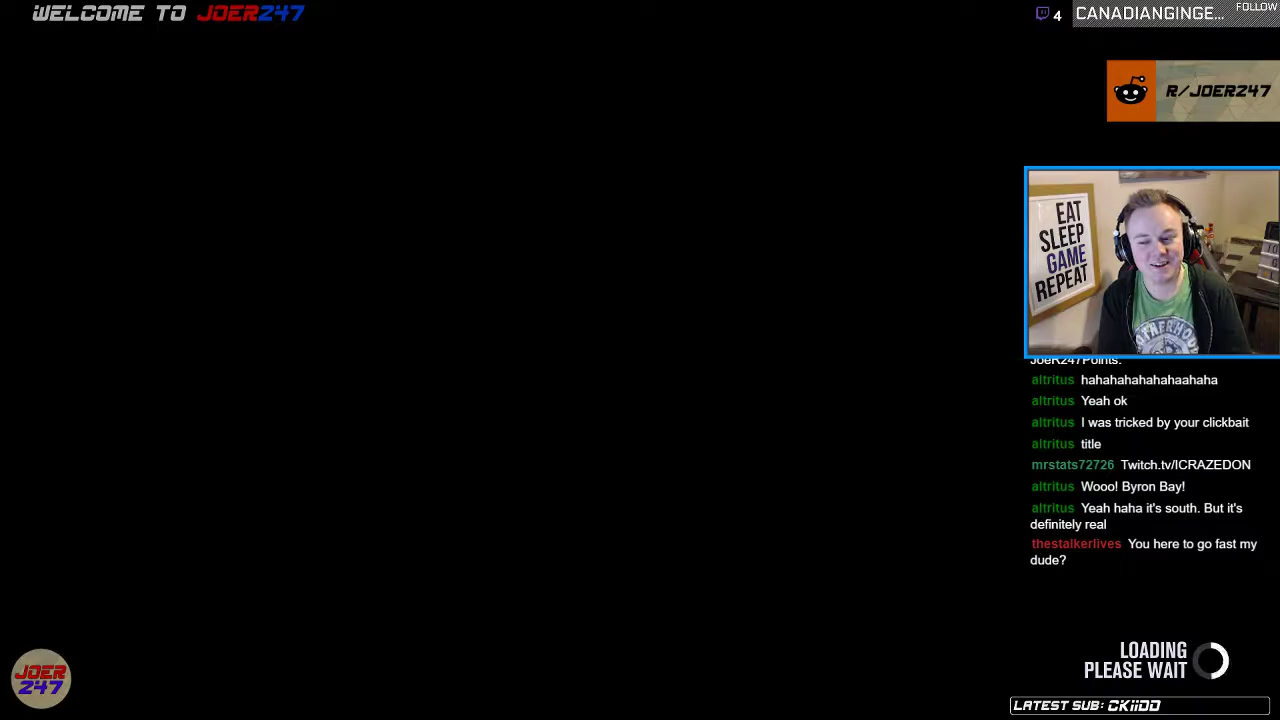 WELCOME TO JOER247
4
CANADIANGINGE...
FOLLOW
R/JOER247
EAT
SLEEP
GAME
REPEAT
JoeR247Points.
altritus hahahahahahahaahaha
altritus Yeah ok
altritus I was tricked by your clickbait
altritus title
mrstats72726 Twitch.tv/ICRAZEDON
altritus Wooo! Byron Bay!
altritus Yeah haha it's south. But it's
definitely real
thestalkerlives You here to go fast my
dude?
LOADING
PLEASE WAIT
JOER
247
LATEST SUB: CKIIDD